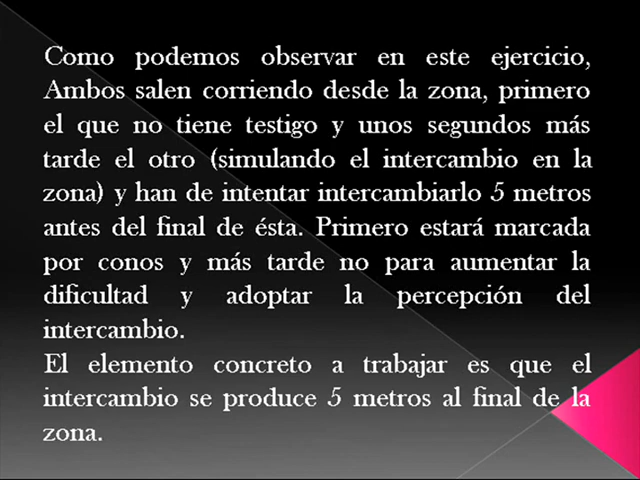 Como podemos observar en este ejercicio,
Ambos salen corriendo desde la zona, primero
el que no tiene testigo y unos segundos más
tarde el otro (simulando el intercambio en la
zona) y han de intentar intercambiarlo 5 metros
antes del final de ésta. Primero estará marcada
por conos y más tarde no para aumentar la
dificultad y adoptar la percepción del
intercambio.
El elemento concreto a trabajar es que el
intercambio se produce 5 metros al final de la
zona.